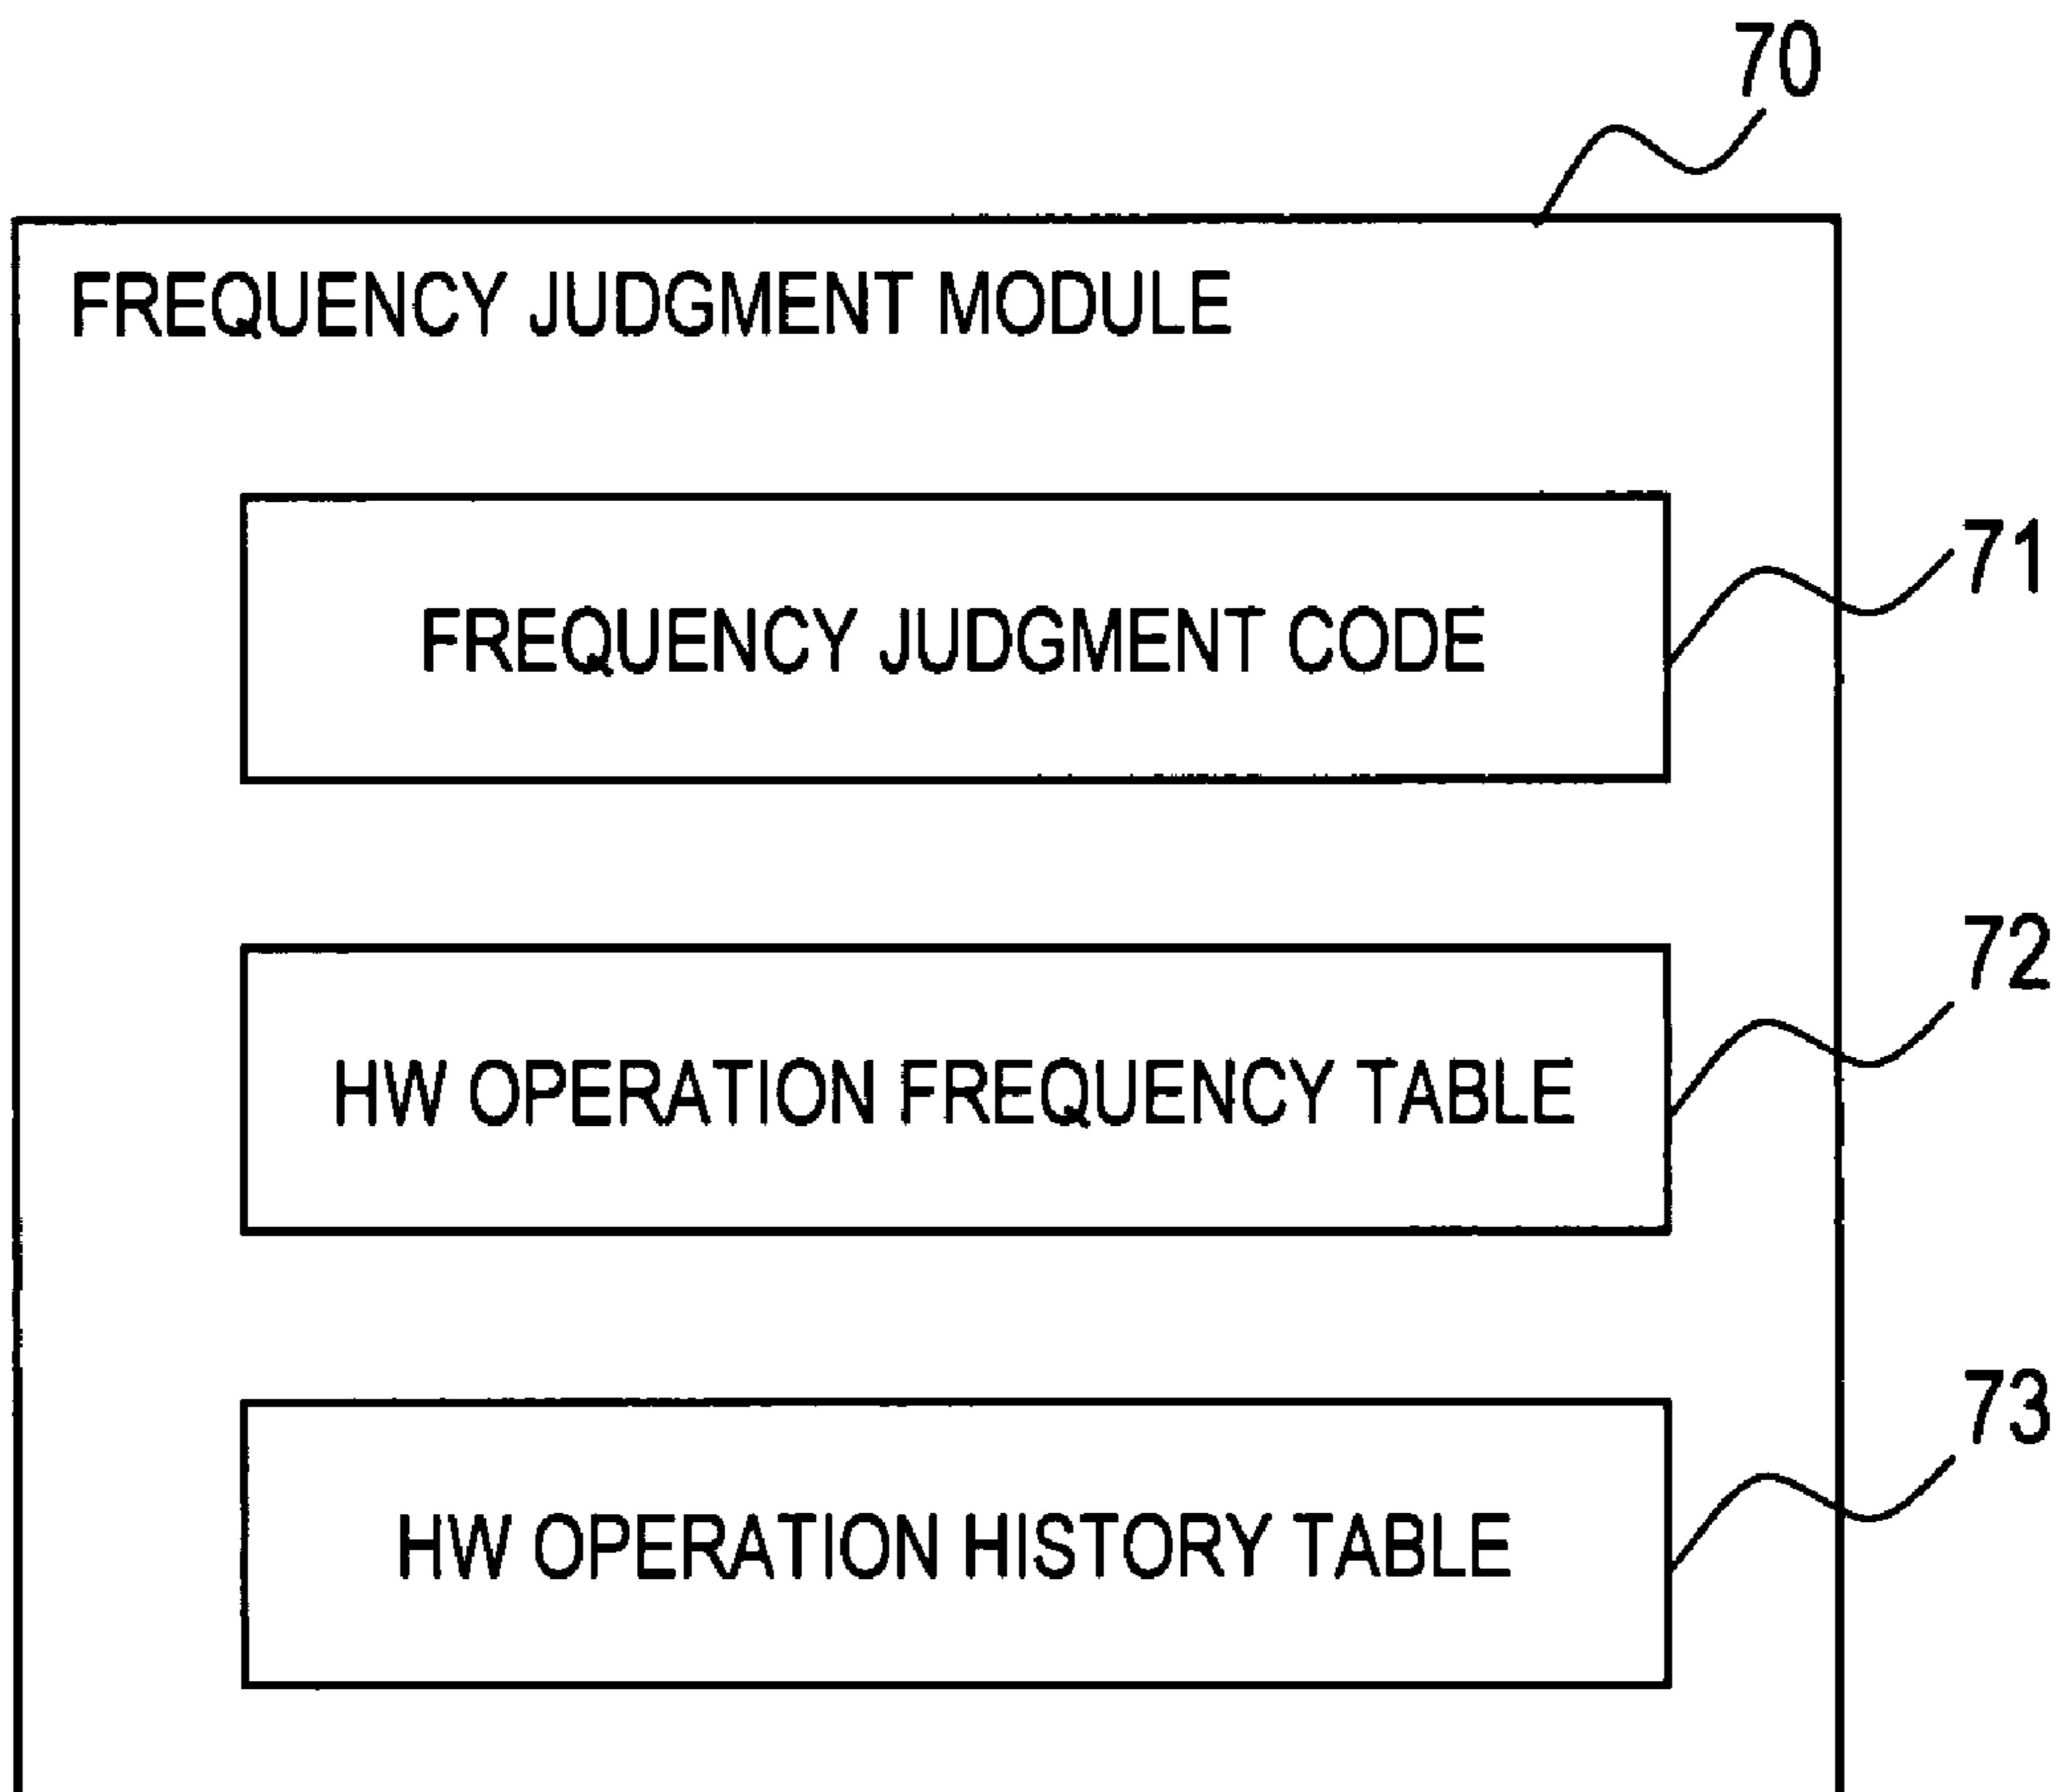 70
FREQUENCY JUDGMENT MODULE
71
FREQUENCY JUDGMENT CODE
72
HW OPERATION FREQUENCY TABLE
73
HW OPERATION HISTORY TABLE